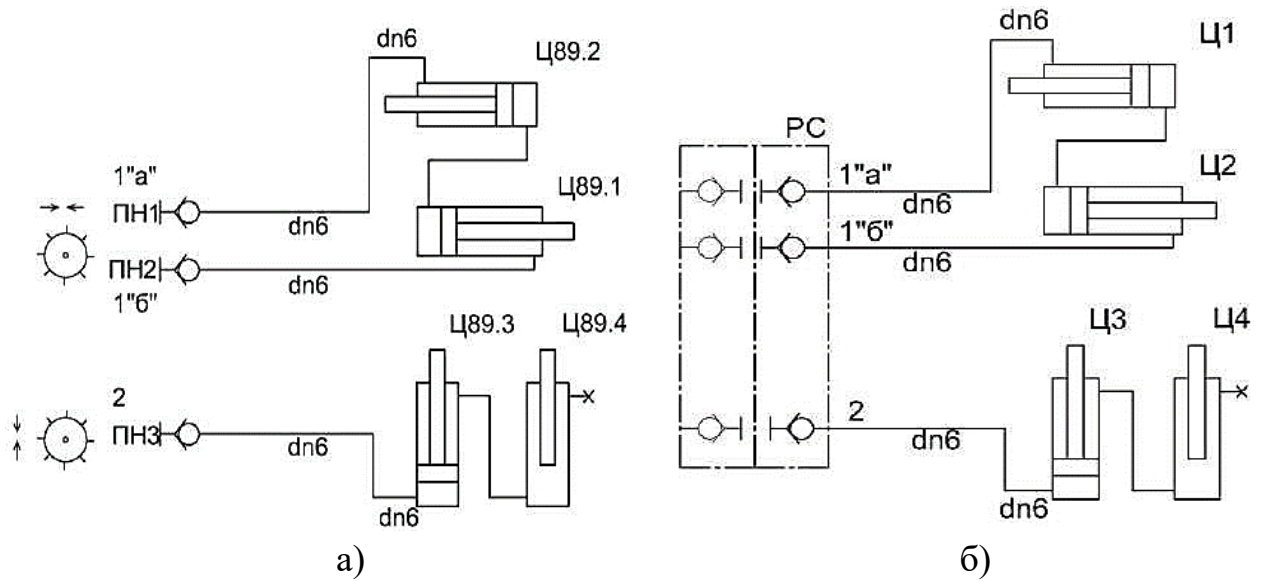 dn6
Ц89.2
1"а"
ПН1
dn6
Ц89.1
ПН2
dn6
1"б"
Ц89.3
Ц89.4
2
ПН3
dn6
dn6
а)
dn6
Ц1
РС
1"а"
dn6
Ц2
1"б"
dn6
Ц3
Ц4
2
dn6
dn6
б)